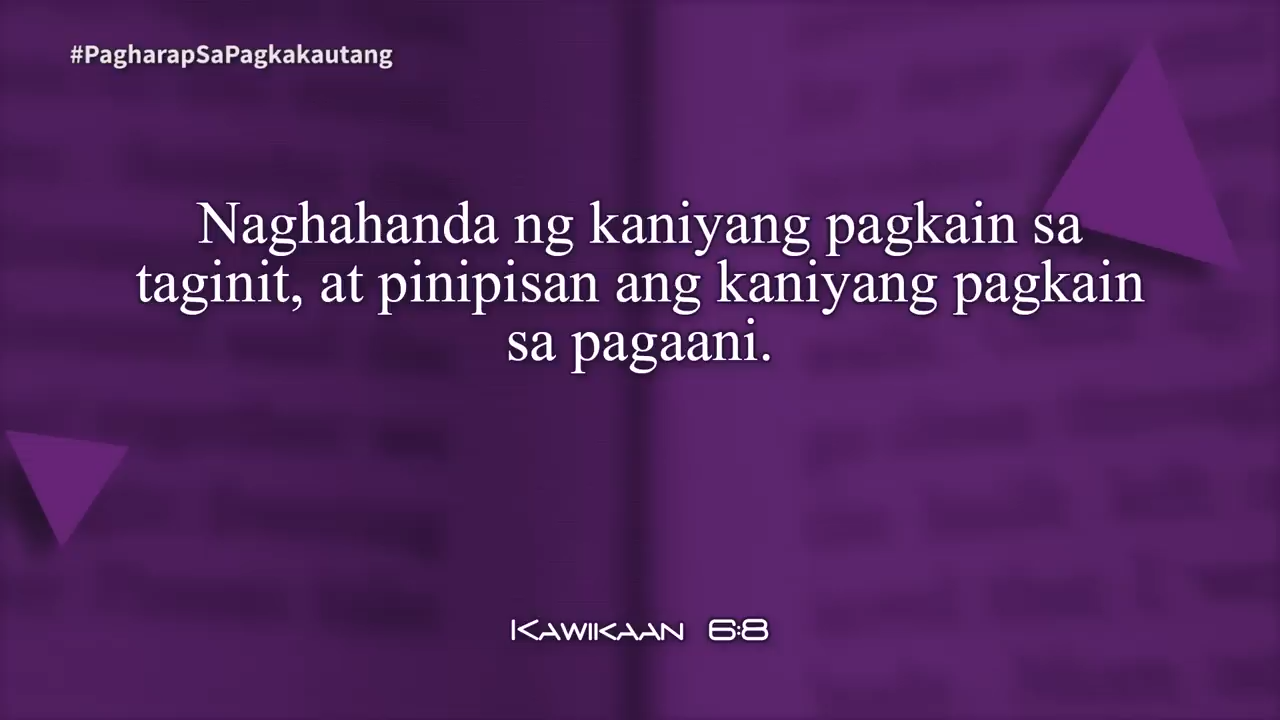 #PagharapSaPagkakautang
Naghahanda ng kaniyang pagkain sa
taginit, at pinipisan ang kaniyang pagkain
sa pagaani.
Kawikaan 6:8